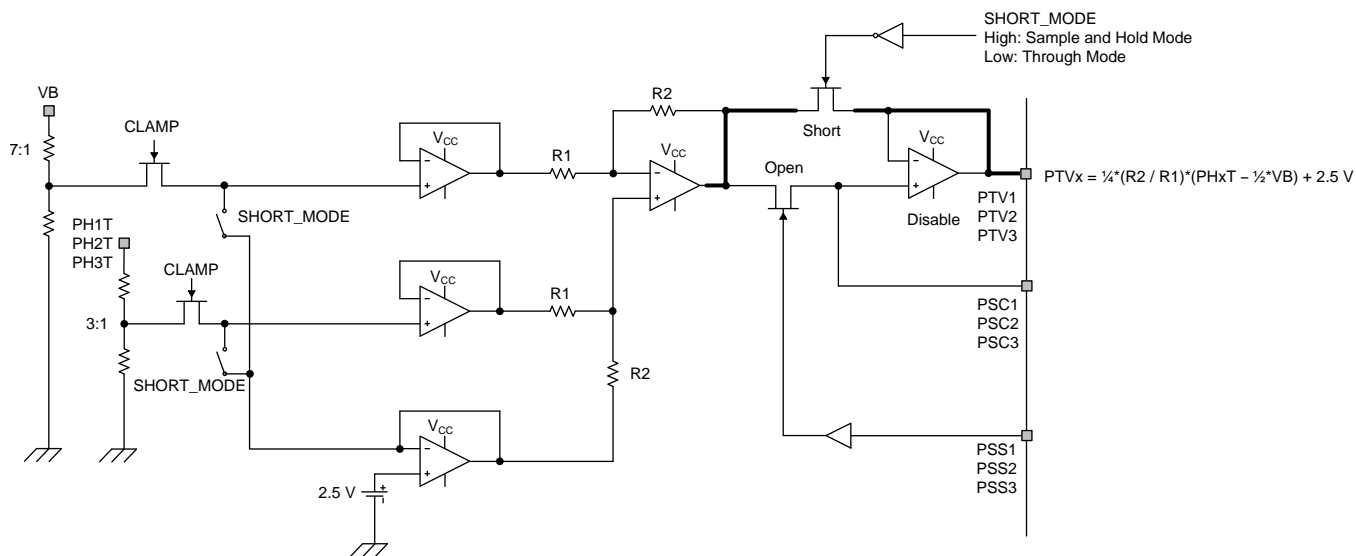 SHORT_MODE
High: Sample and Hold Mode
Low: Through Mode
VB
CLAMP
7:1
VCC
R1
R2
VCC
Short
Open
VCC
Disable
PTVx = ¼*(R2 / R1)*(PHxT – ½*VB) + 2.5 V
PTV1
PTV2
PTV3
SHORT_MODE
PH1T
PH2T
PH3T
CLAMP
3:1
VCC
R1
PSC1
PSC2
PSC3
SHORT_MODE
R2
VCC
2.5 V
PSS1
PSS2
PSS3